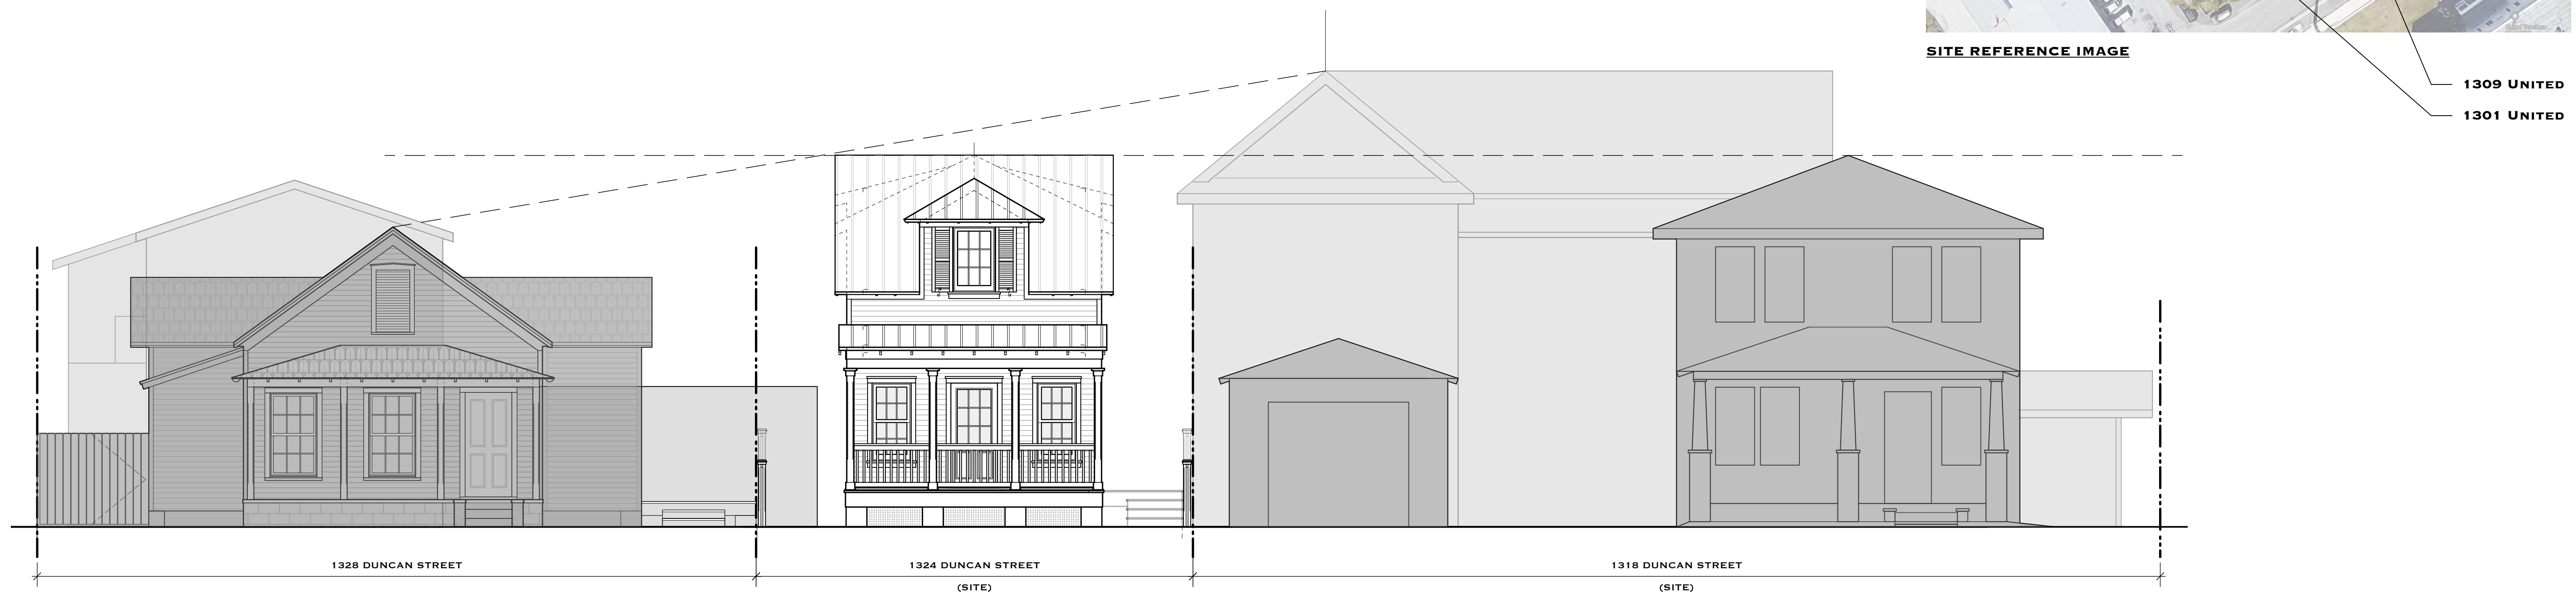 SITE REFERENCE IMAGE
1309 UNITED
1301 UNITED
1328 DUNCAN STREET
1324 DUNCAN STREET
(SITE)
1318 DUNCAN STREET
(SITE)